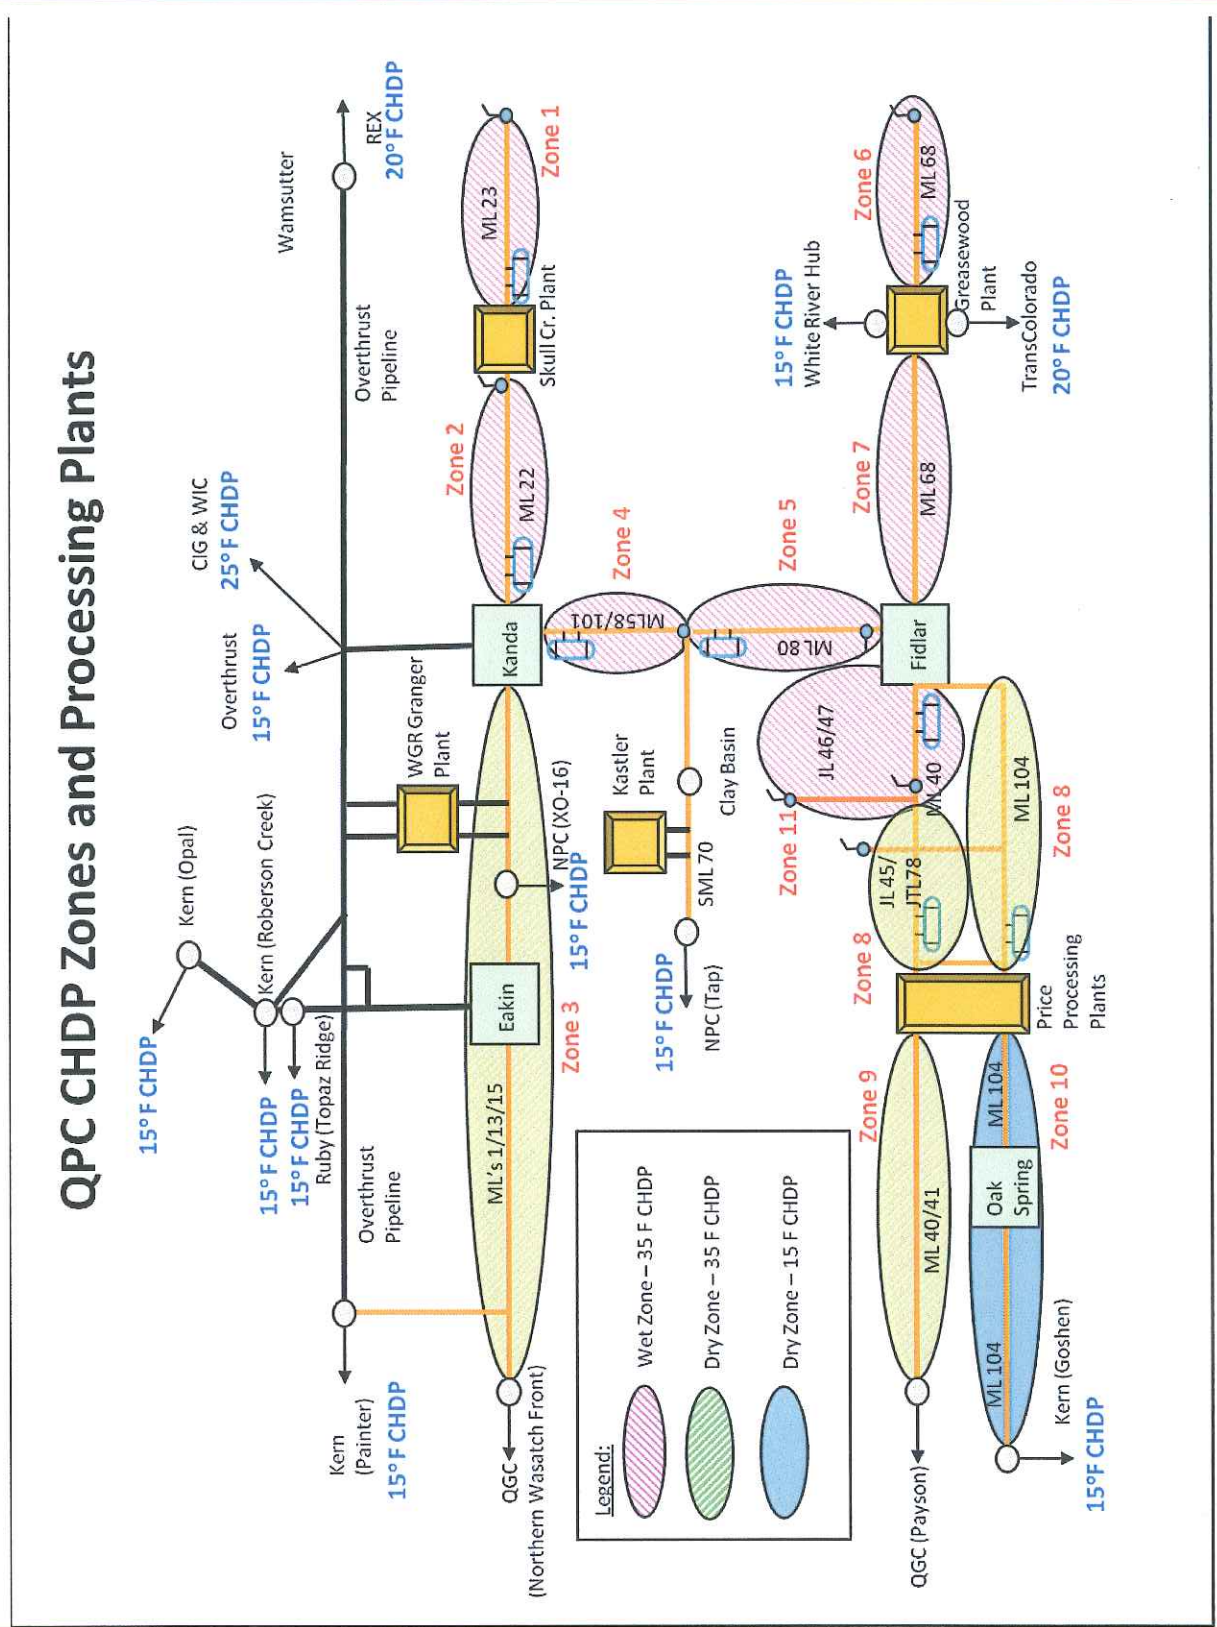 QPC CHDP Zones and Processing Plants
Kern (Opal)
15°F CHDP
Kern (Roberson Creek)
15°F CHDP
15°F CHDP
Ruby (Topaz Ridge)
Overthrust
15°F CHDP
CIG & WIC
25°F CHDP
Wamsutter
REX
20°F CHDP
Kern
(Painter)
15°F CHDP
Overthrust
Pipeline
WGR Granger
Plant
Overthrust
Pipeline
QGC
(Northern Wasatch Front)
ML's 1/13/15
Eakin
Zone 3
NPC (XO-16)
15°F CHDP
Kanda
Zone 2
ML 22
Skull Cr. Plant
ML 23
Zone 1
ML58/101
Zone 4
Kastler
Plant
15°F CHDP
NPC (Tap)
SML 70
Clay Basin
ML 80
Zone 5
Legend:
Wet Zone – 35 F CHDP
Dry Zone – 35 F CHDP
Dry Zone – 15 F CHDP
JL46/47
Zone 11
15°F CHDP
White River Hub
QGC (Payson)
Zone 9
ML 40/41
Zone 8
JL 45/
JTL78
ML 40
Fidlar
Zone 7
ML 68
Zone 6
ML 68
Greasewood
Plant
TransColorado
20°F CHDP
Kern (Goshen)
15°F CHDP
ML 104
Oak
Spring
ML 104
Zone 10
Price
Processing
Plants
ML 104
Zone 8